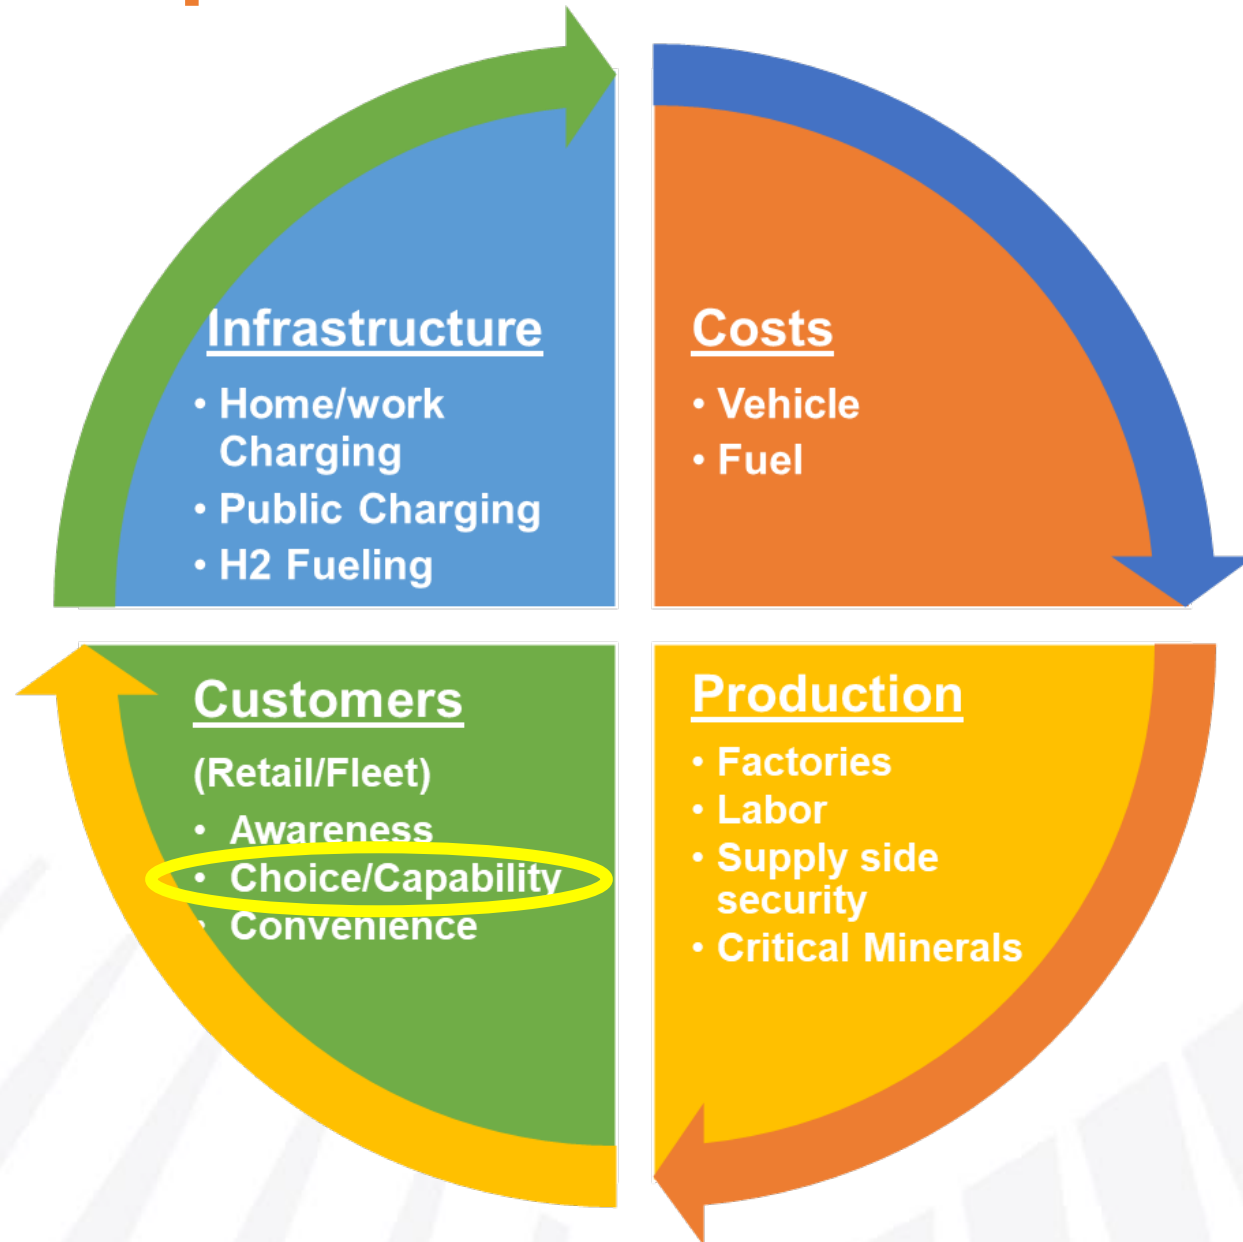 Infrastructure
• Home/work
Charging
• Public Charging
• H2 Fueling
Costs
• Vehicle
• Fuel
Customers
(Retail/Fleet)
• Awareness
• Choice/Capability
• Convenience
Production
• Factories
• Labor
• Supply side
security
• Critical Minerals